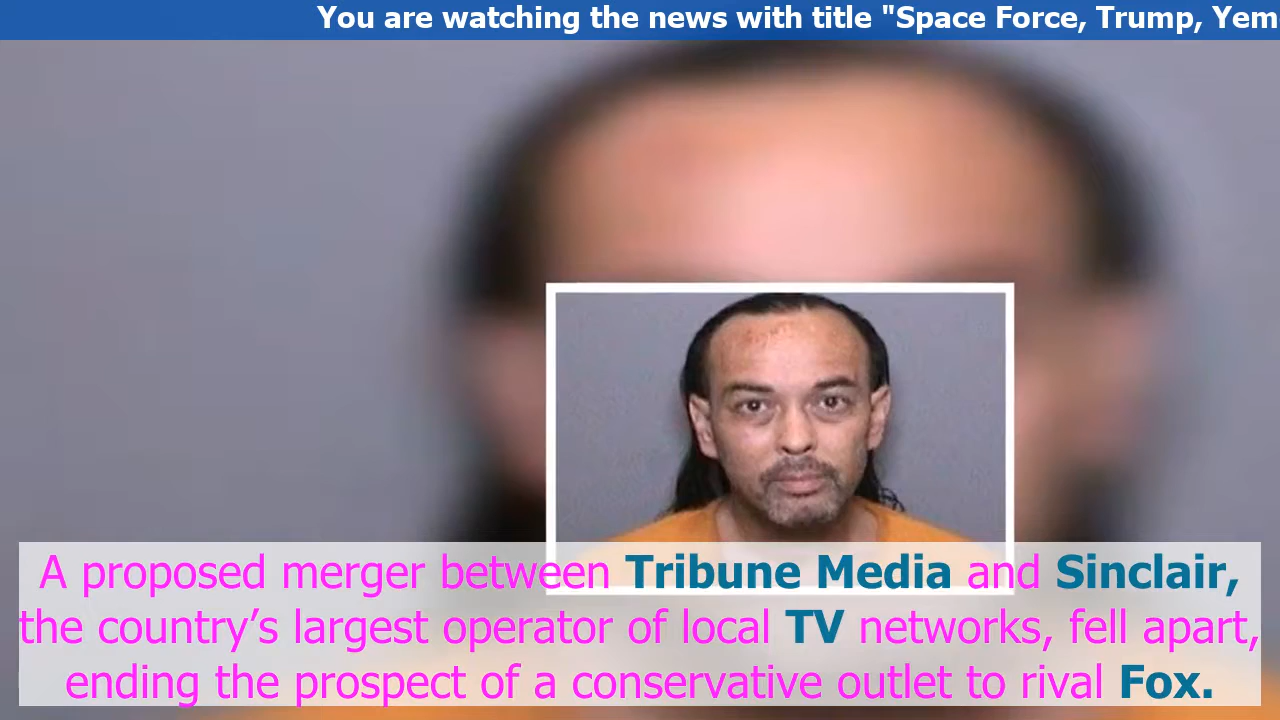 You are watching the news with title "Space Force, Trump, Yem
A proposed merger between Tribune Media and Sinclair,
the country’s largest operator of local TV networks, fell apart,
ending the prospect of a conservative outlet to rival Fox.